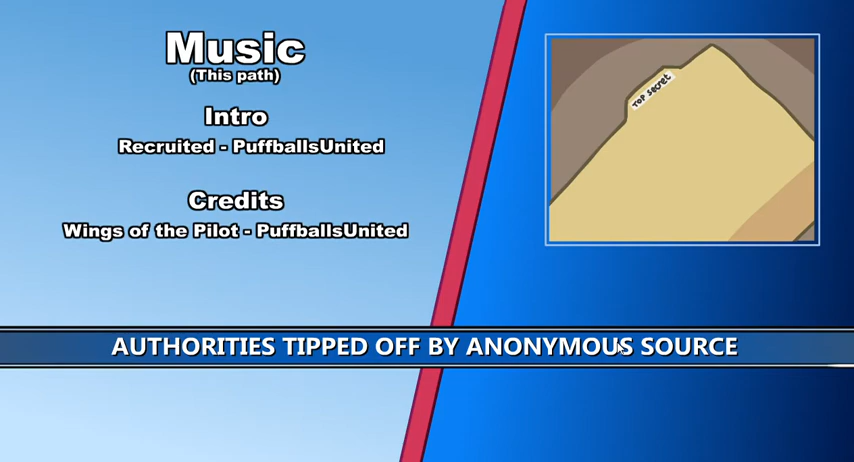 Music
(This path)
Intro
Recruited - PuffballsUnited
Credits
Wings of the Pilot - PuffballsUnited
TOP SECRET
AUTHORITIES TIPPED OFF BY ANONYMOUS SOURCE